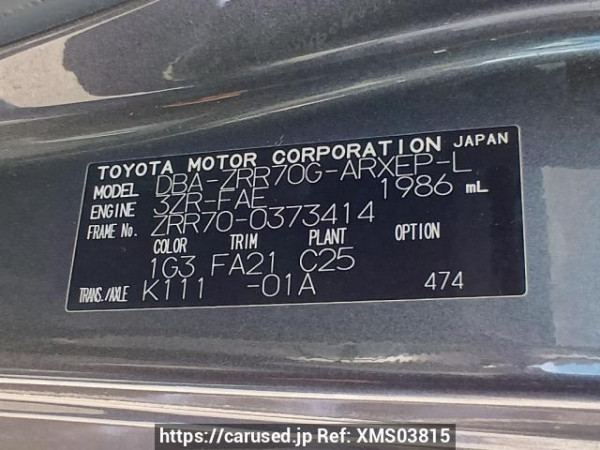 TOYOTA MOTOR CORPORATION JAPAN
MODEL DBA-ZRR70G-ARXEP-L
ENGINE 3ZR-FAE 1986 mL
FRAME No. ZRR70-0373414
COLOR TRIM PLANT OPTION
1G3 FA21 C25
TRANS./AXLE K111 -01A 474
https://carused.jp Ref: XMS03815